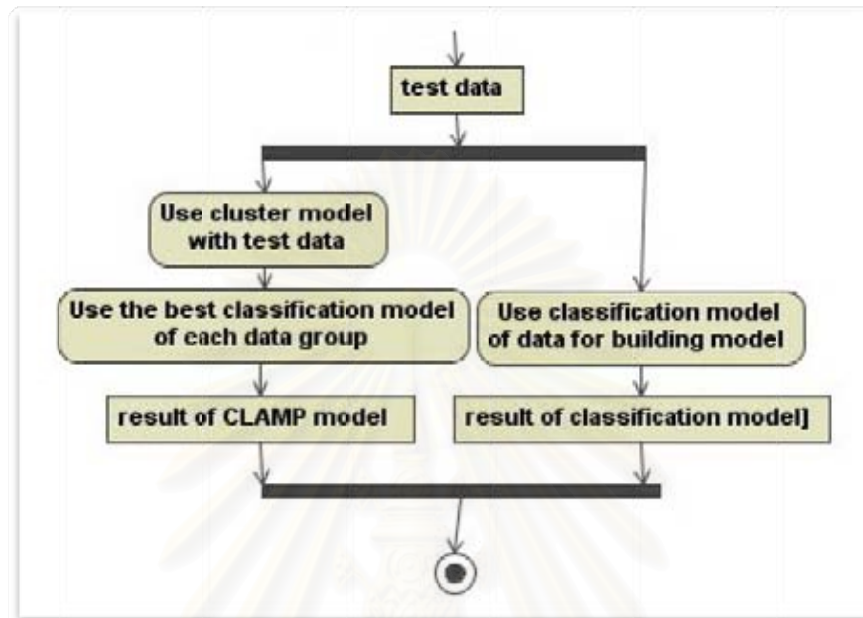 test data
Use cluster model
with test data
Use the best classification model
of each data group
Use classification model
of data for building model
result of CLAMP model
result of classification model]